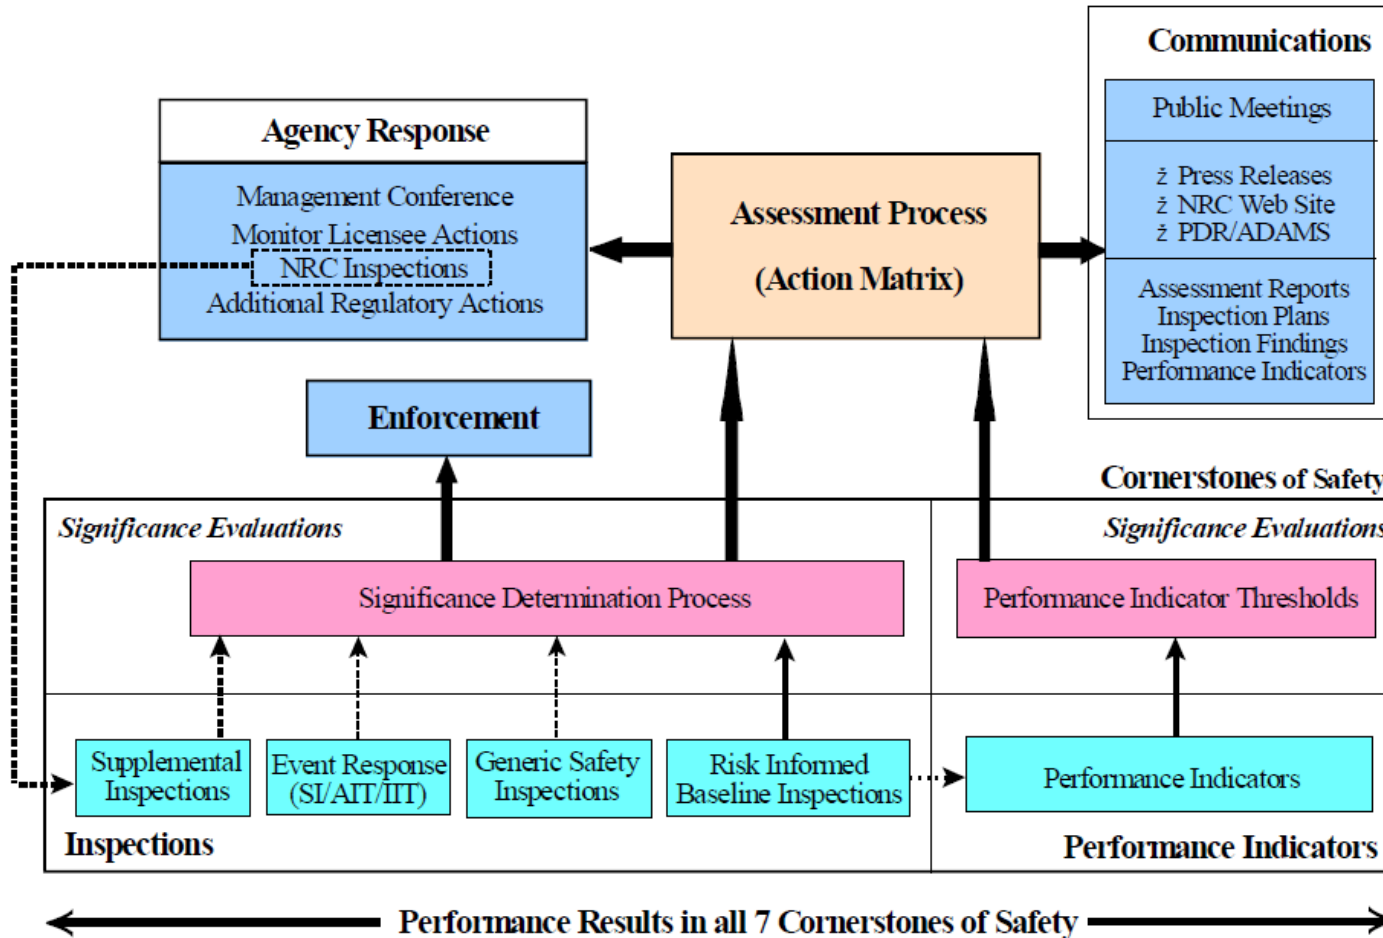 Communications
Public Meetings
ž Press Releases
ž NRC Web Site
ž PDR/ADAMS
Assessment Reports
Inspection Plans
Inspection Findings
Performance Indicators
Agency Response
Management Conference
Monitor Licensee Actions
NRC Inspections
Additional Regulatory Actions
Assessment Process
(Action Matrix)
Enforcement
Cornerstones of Safety
Significance Evaluations
Significance Evaluations
Significance Determination Process
Performance Indicator Thresholds
Supplemental
Inspections
Event Response
(SI/AIT/IIT)
Generic Safety
Inspections
Risk Informed
Baseline Inspections
Performance Indicators
Inspections
Performance Indicators
Performance Results in all 7 Cornerstones of Safety